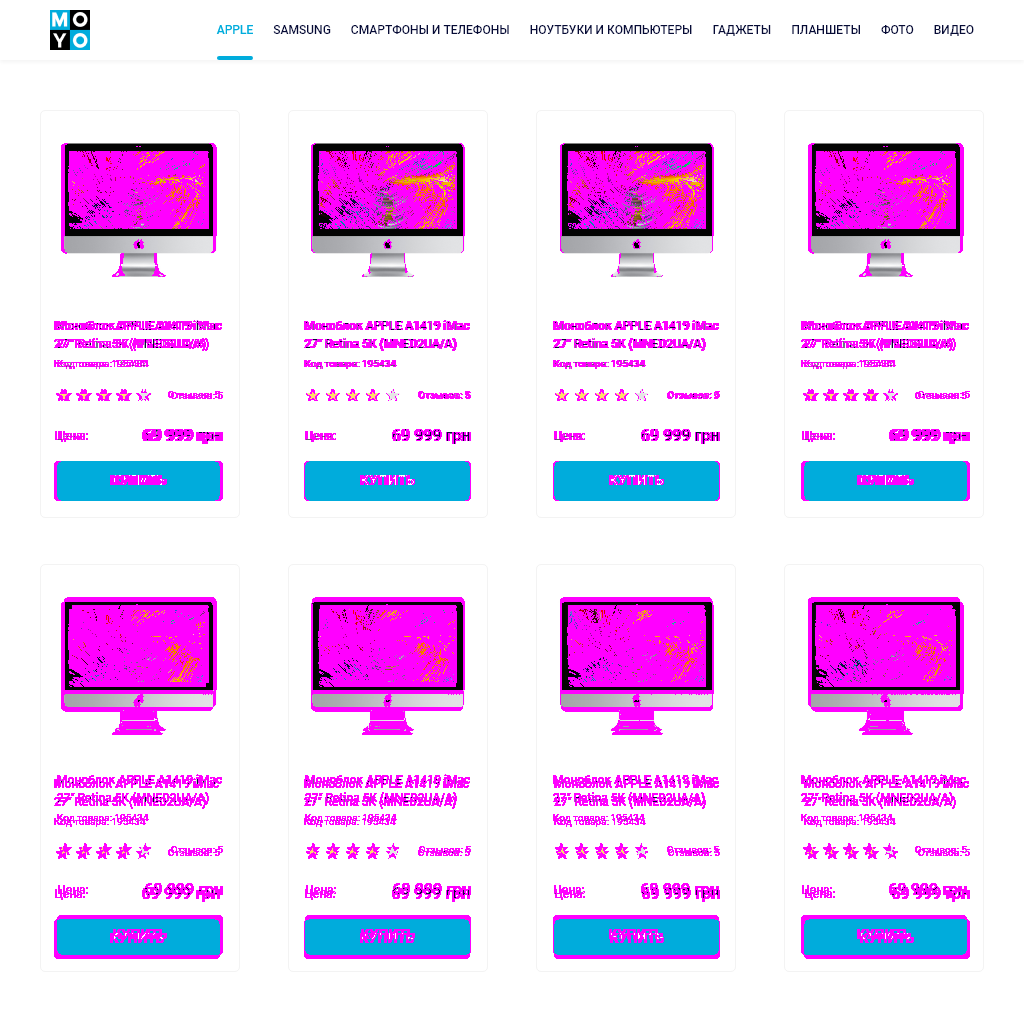 MO
YO
APPLE SAMSUNG СМАРТФОНЫ И ТЕЛЕФОНЫ НОУТБУКИ И КОМПЬЮТЕРЫ ГАДЖЕТЫ ПЛАНШЕТЫ ФОТО ВИДЕО
Моноблок APPLE A1419 iMac
27” Retina 5K (MNED2UA/A)
Код товара: 195434
Отзывов: 5
Цена: 69 999 грн
КУПИТЬ
Моноблок APPLE A1419 iMac
27” Retina 5K (MNED2UA/A)
Код товара: 195434
Отзывов: 5
Цена: 69 999 грн
КУПИТЬ
Моноблок APPLE A1419 iMac
27” Retina 5K (MNED2UA/A)
Код товара: 195434
Отзывов: 5
Цена: 69 999 грн
КУПИТЬ
Моноблок APPLE A1419 iMac
27” Retina 5K (MNED2UA/A)
Код товара: 195434
Отзывов: 5
Цена: 69 999 грн
КУПИТЬ
Моноблок APPLE A1419 iMac
27” Retina 5K (MNED2UA/A)
Код товара: 195434
Отзывов: 5
Цена: 69 999 грн
КУПИТЬ
Моноблок APPLE A1419 iMac
27” Retina 5K (MNED2UA/A)
Код товара: 195434
Отзывов: 5
Цена: 69 999 грн
КУПИТЬ
Моноблок APPLE A1419 iMac
27” Retina 5K (MNED2UA/A)
Код товара: 195434
Отзывов: 5
Цена: 69 999 грн
КУПИТЬ
Моноблок APPLE A1419 iMac
27” Retina 5K (MNED2UA/A)
Код товара: 195434
Отзывов: 5
Цена: 69 999 грн
КУПИТЬ